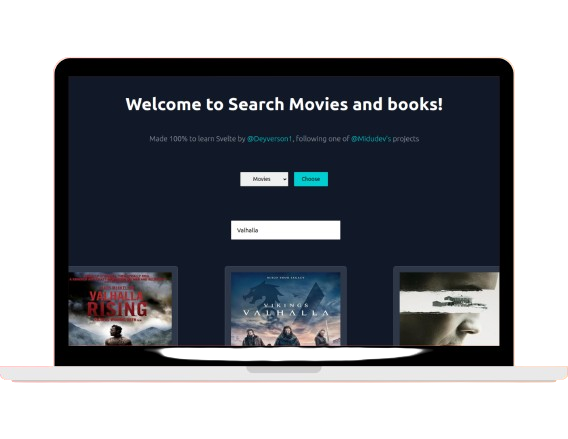 Welcome to Search Movies and books!
Made 100% to learn Svelte by @Deyverson1, following one of @Midudev's projects
Movies Choose
Valhalla
VALHALLA
RISING
VIKINGS
VALHALLA